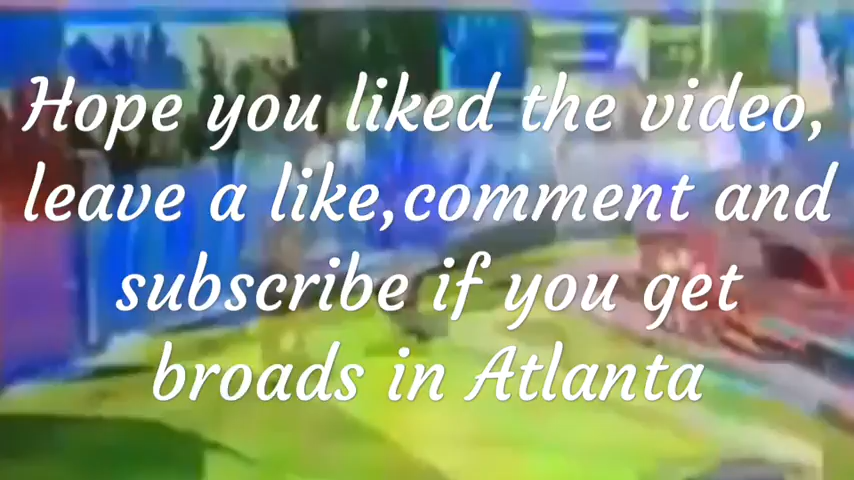 Hope you liked the video,
leave a like,comment and
subscribe if you get
broads in Atlanta